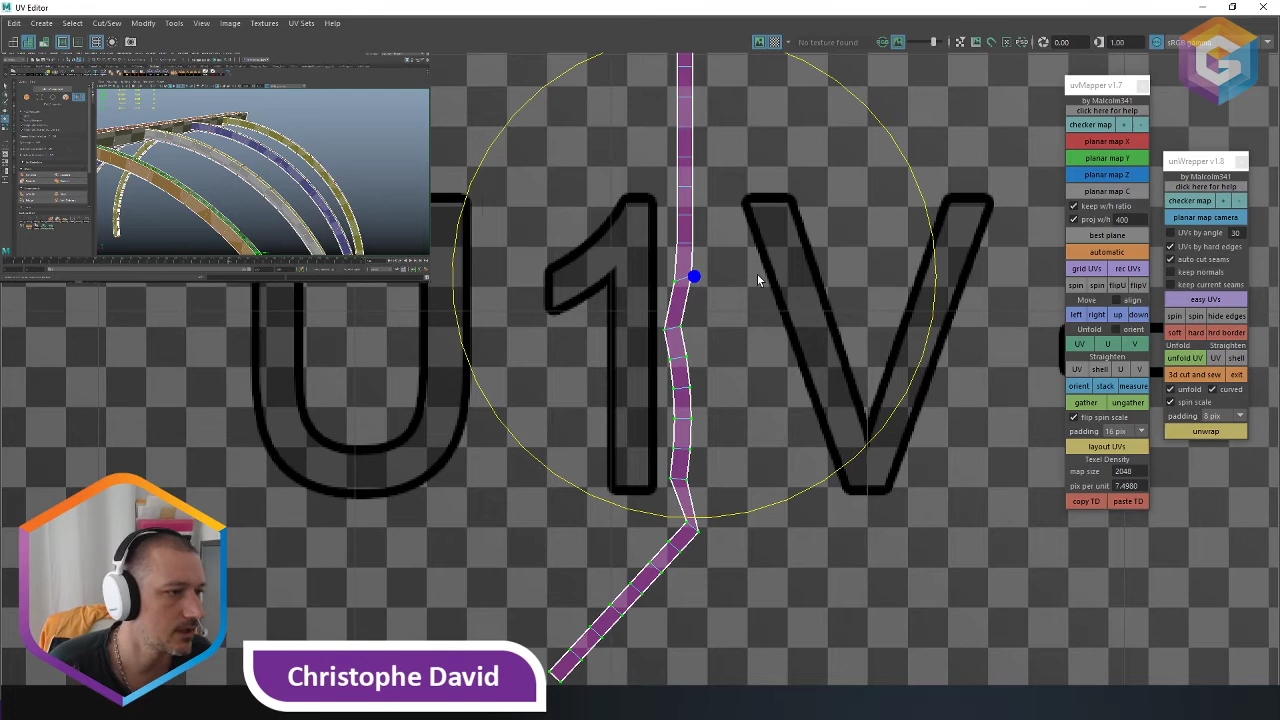 UV Editor
Edit Create Select Cut/Sew Modify Tools View Image Textures UV Sets Help
No texture found 0.00 1.00 sRGB gamma
G
U1V
uvMapper v1.7
by Malcolm341
click here for help
checker map + -
planar map X
planar map Y
planar map Z
planar map C
keep w/h ratio
proj w/h 400
best plane
automatic
grid UVs rec UVs
spin spin flipU flipV
Move align
left right up down
Unfold orient
UV U V
Straighten
UV shell U V
orient stack measure
gather ungather
flip spin scale
padding 16 pix
layout UVs
Texel Density
map size 2048
pix per unit 7.4980
copy TD paste TD
unWrapper v1.8
by Malcolm341
click here for help
checker map + -
planar map camera
UVs by angle 30
UVs by hard edges
auto cut seams
keep normals
keep current seams
easy UVs
spin spin hide edges
soft hard hrd border
Unfold Straighten
unfold UV UV shell
3d cut and sew exit
unfold curved
spin scale
padding 8 pix
unwrap
Christophe David